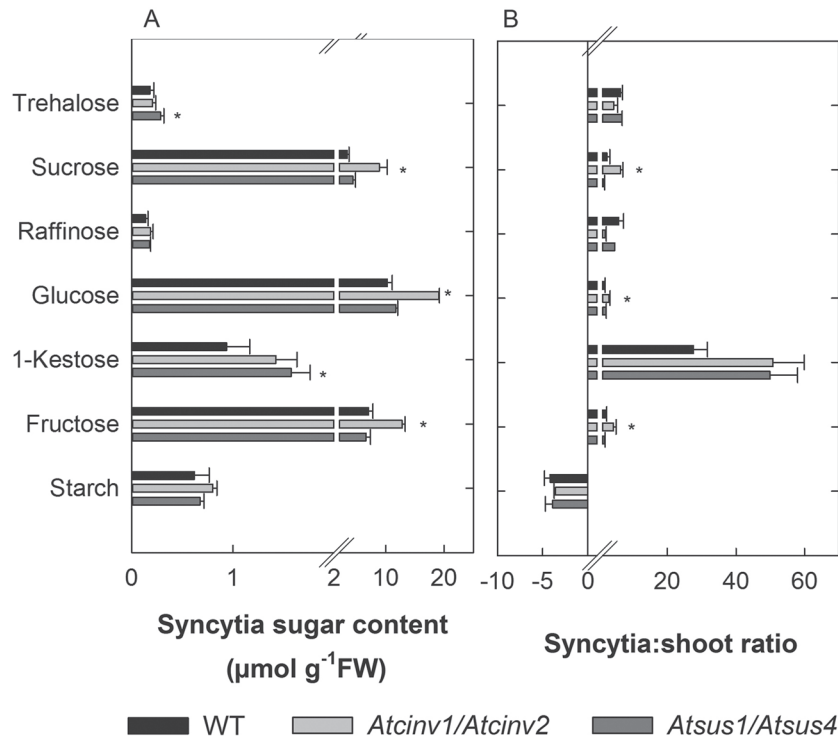 A
B
Trehalose
*
Sucrose
*
*
Raffinose
Glucose
*
*
1-Kestose
*
Fructose
*
*
Starch
0 1 2 10 20
-10 -5 0 20 40 60
Syncytia sugar content
(µmol g⁻¹FW)
Syncytia:shoot ratio
WT Atcinv1/Atcinv2 Atsus1/Atsus4